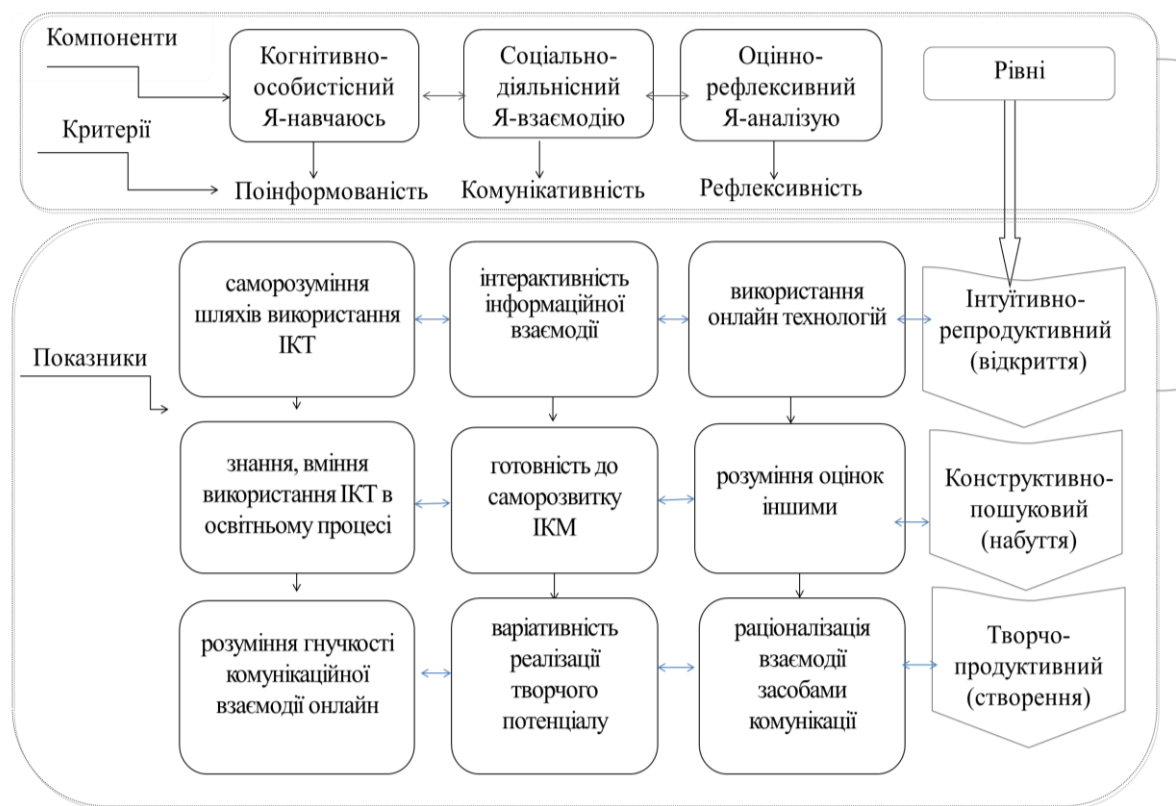 Компоненти
Когнітивно-
особистісний
Я-навчаюсь
Соціально-
діяльнісний
Я-взаємодію
Оцінно-
рефлексивний
Я-аналізую
Рівні
Критерії
Поінформованість
Комунікативність
Рефлексивність
Показники
саморозуміння
шляхів використання
ІКТ
інтерактивність
інформаційної
взаємодії
використання
онлайн технологій
Інтуїтивно-
репродуктивний
(відкриття)
знання, вміння
використання ІКТ в
освітньому процесі
готовність до
саморозвитку
ІКМ
розуміння оцінок
іншими
Конструктивно-
пошуковий
(набуття)
розуміння гнучкості
комунікаційної
взаємодії онлайн
варіативність
реалізації
творчого
потенціалу
раціоналізація
взаємодії
засобами
комунікації
Творчо-
продуктивний
(створення)